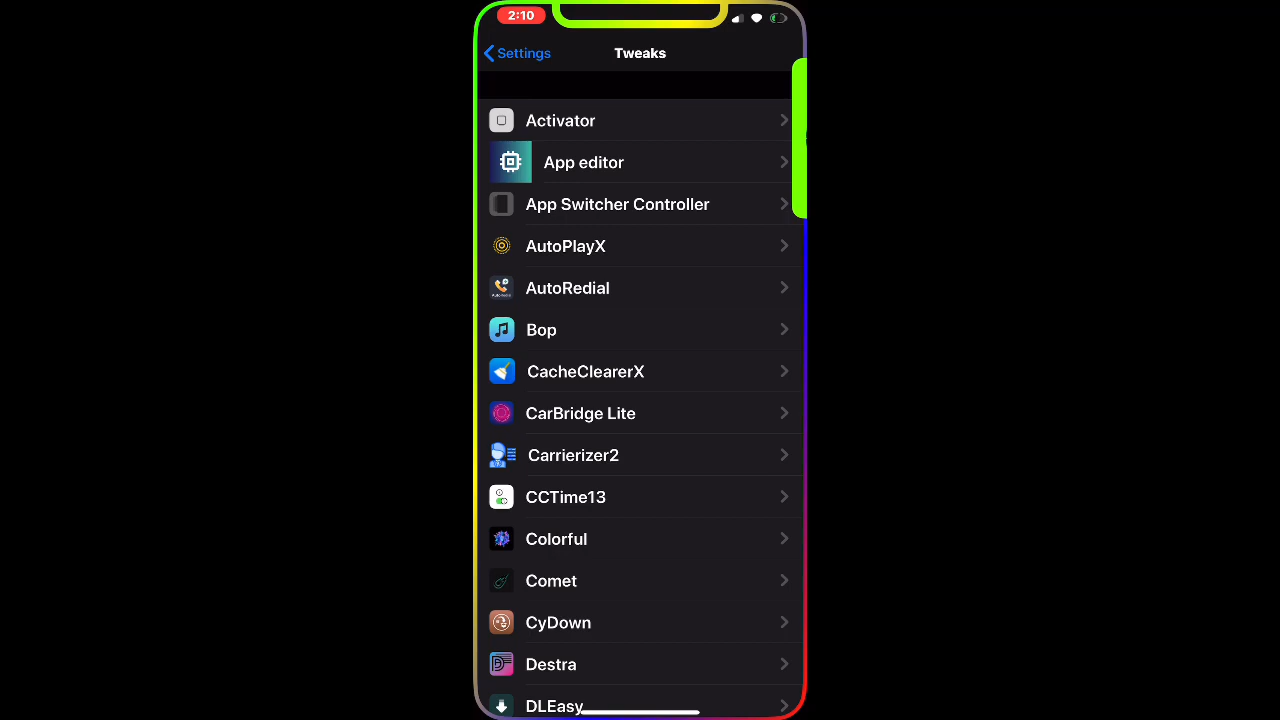 2:10
Settings
Tweaks
Activator
App editor
App Switcher Controller
AutoPlayX
AutoRedial
Bop
CacheClearerX
CarBridge Lite
Carrierizer2
CCTime13
Colorful
Comet
CyDown
Destra
DLEasy